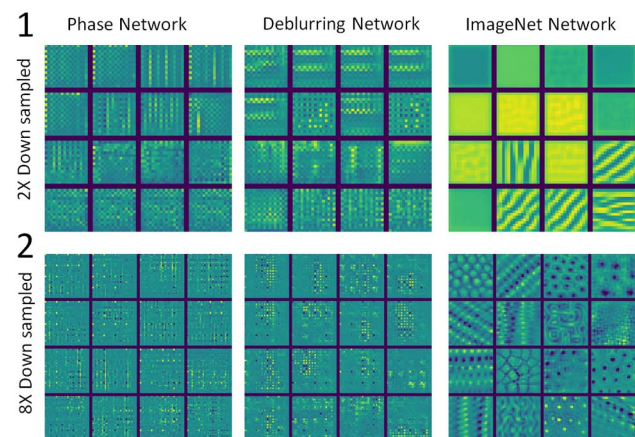 Phase Network
Deblurring Network
ImageNet Network
1
2X Down sampled
2
8X Down sampled